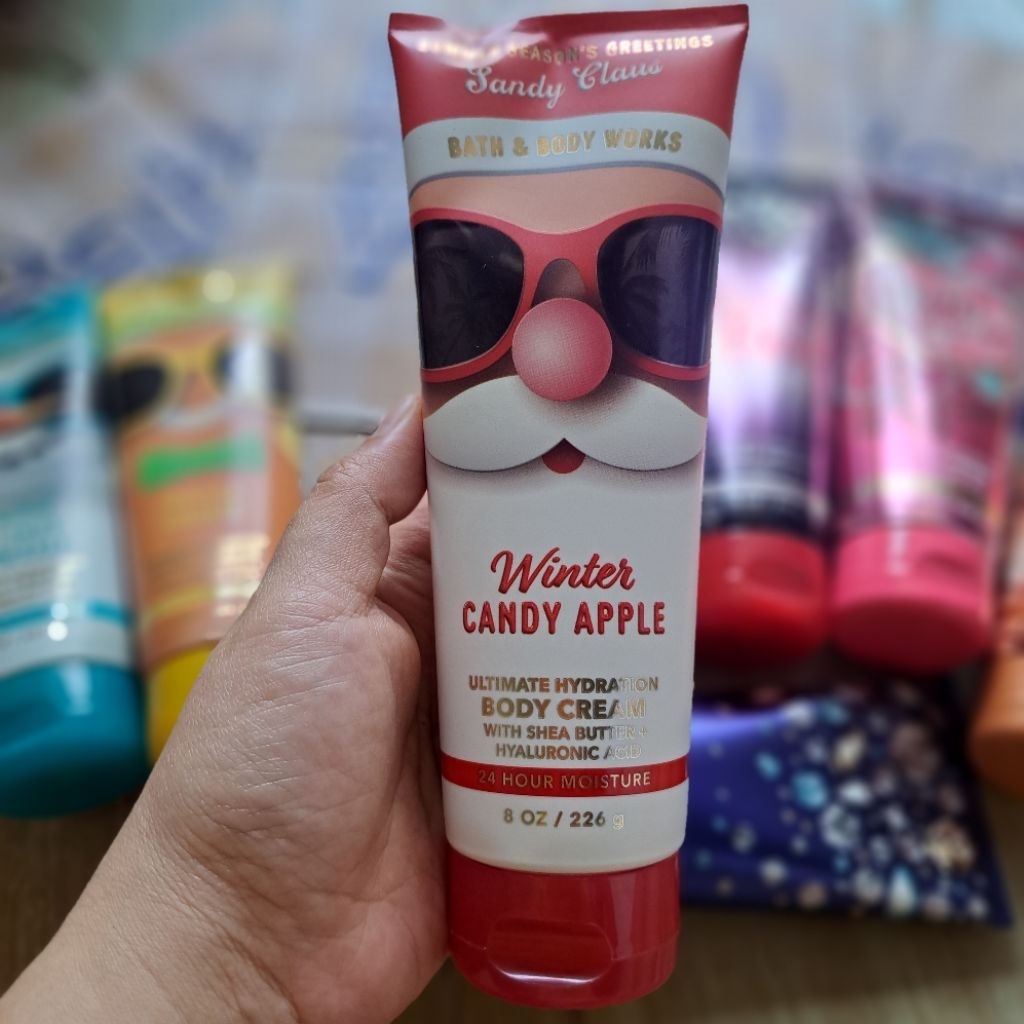 SEASON'S GREETINGS
Sandy Claus
BATH & BODY WORKS
Winter
CANDY APPLE
ULTIMATE HYDRATION
BODY CREAM
WITH SHEA BUTTER +
HYALURONIC ACID
24 HOUR MOISTURE
8 OZ / 226 g